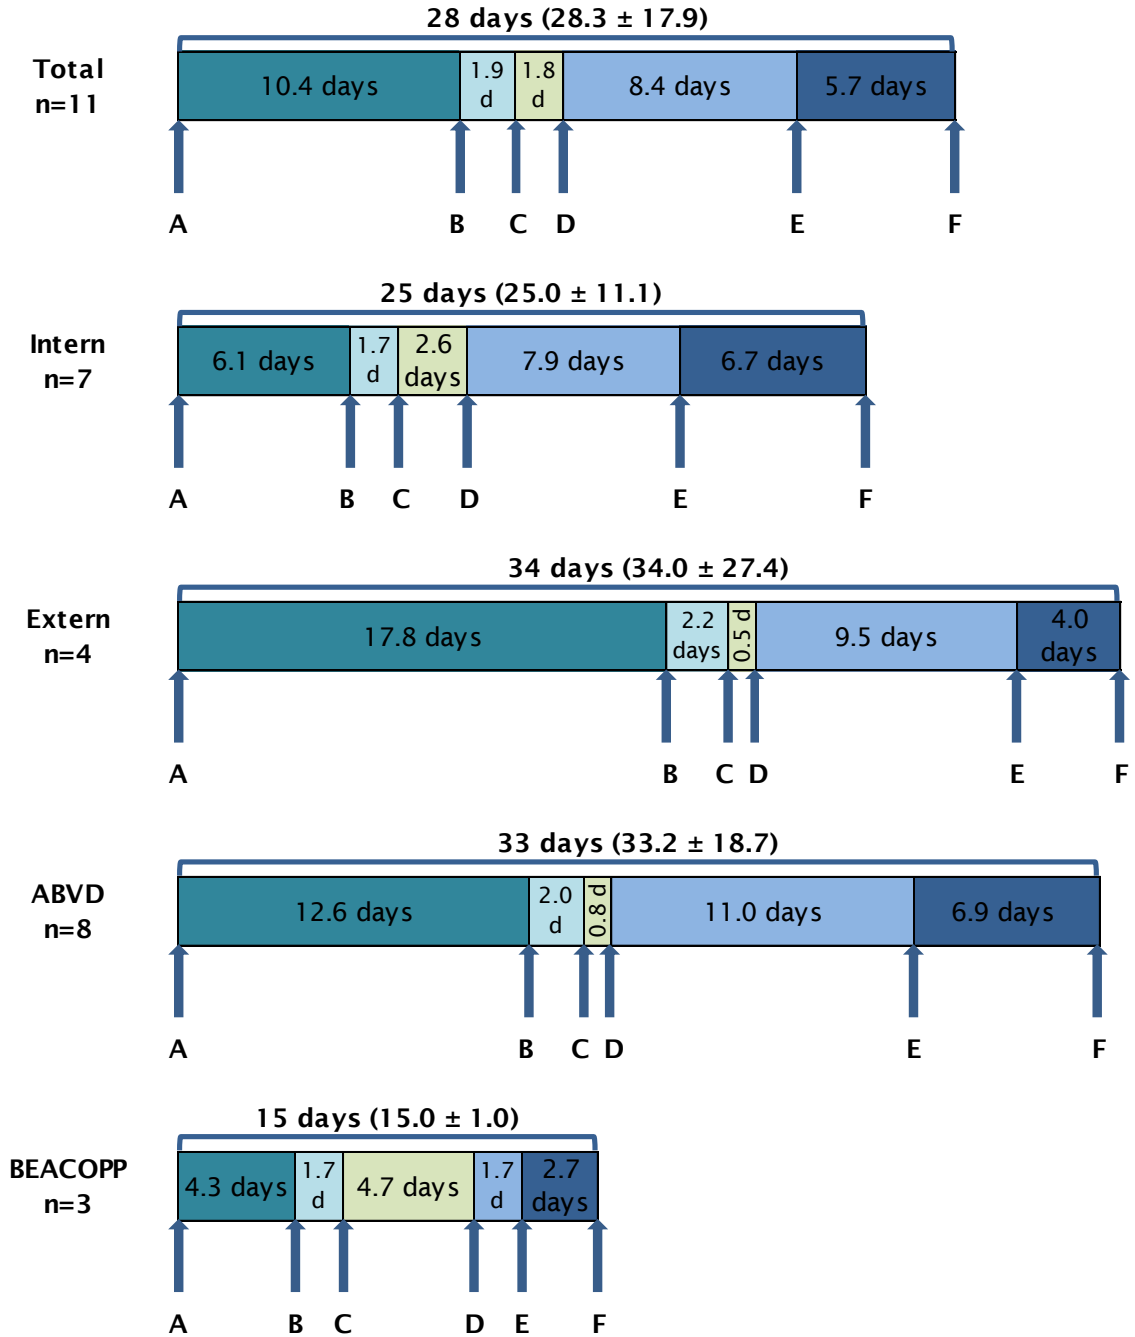 28 days (28.3 ± 17.9)
Total
n=11
10.4 days
1.9
d
1.8
d
8.4 days
5.7 days
A B C D E F
25 days (25.0 ± 11.1)
Intern
n=7
6.1 days
1.7
d
2.6
days
7.9 days
6.7 days
A B C D E F
34 days (34.0 ± 27.4)
Extern
n=4
17.8 days
2.2
days
0.5 d
9.5 days
4.0
days
A B C D E F
33 days (33.2 ± 18.7)
ABVD
n=8
12.6 days
2.0
d
0.8 d
11.0 days
6.9 days
A B C D E F
15 days (15.0 ± 1.0)
BEACOPP
n=3
4.3 days
1.7
d
4.7 days
1.7
d
2.7
days
A B C D E F